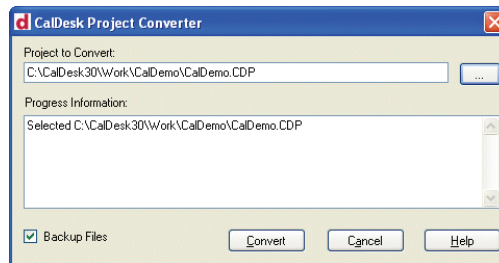 d CalDesk Project Converter
Project to Convert:
C:\CalDesk30\Work\CalDemo\CalDemo.CDP
...
Progress Information:
Selected C:\CalDesk30\Work\CalDemo\CalDemo.CDP
Backup Files
Convert
Cancel
Help